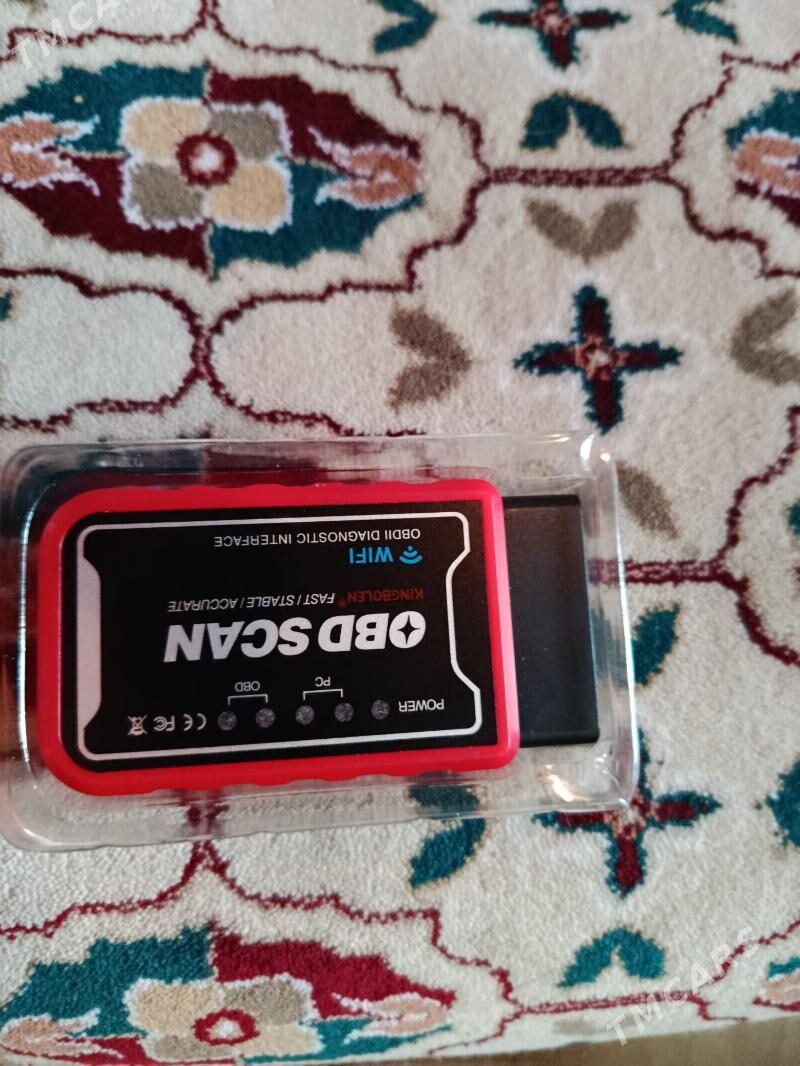 TMCARS
POWER
PC
OBD
CE FC
OBD SCAN
KINGBOLEN® FAST / STABLE / ACCURATE
WIFI
OBDII DIAGNOSTIC INTERFACE
TMCARS